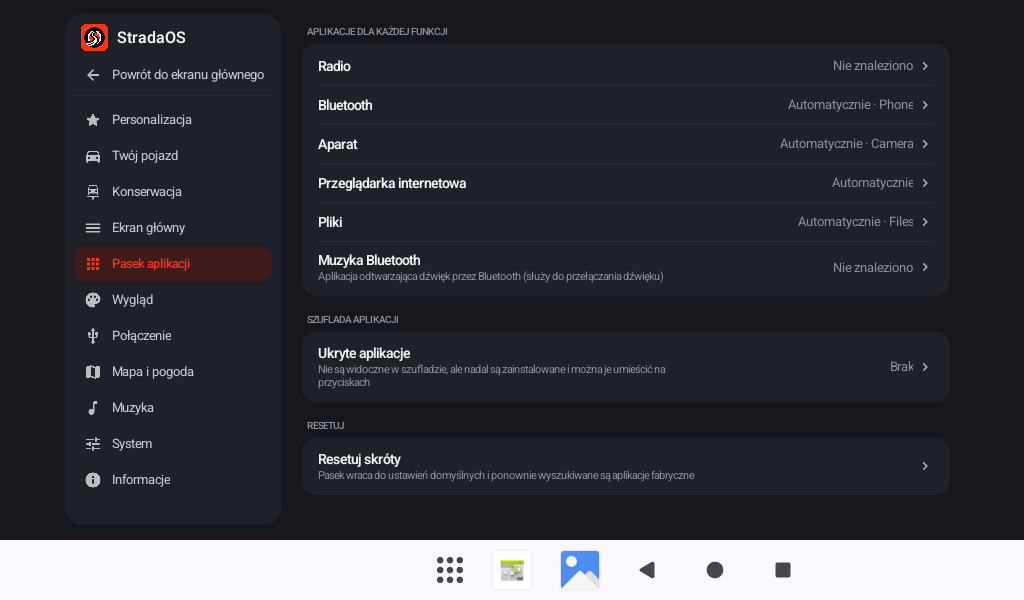 StradaOS
Powrót do ekranu głównego
Personalizacja
Twój pojazd
Konserwacja
Ekran główny
Pasek aplikacji
Wygląd
Połączenie
Mapa i pogoda
Muzyka
System
Informacje
APLIKACJE DLA KAŻDEJ FUNKCJI
Radio
Nie znaleziono
Bluetooth
Automatycznie · Phone
Aparat
Automatycznie · Camera
Przeglądarka internetowa
Automatycznie
Pliki
Automatycznie · Files
Muzyka Bluetooth
Aplikacja odtwarzająca dźwięk przez Bluetooth (służy do przełączania dźwięku)
Nie znaleziono
SZUFLADA APLIKACJI
Ukryte aplikacje
Nie są widoczne w szufladzie, ale nadal są zainstalowane i można je umieścić na
przyciskach
Brak
RESETUJ
Resetuj skróty
Pasek wraca do ustawień domyślnych i ponownie wyszukiwane są aplikacje fabryczne